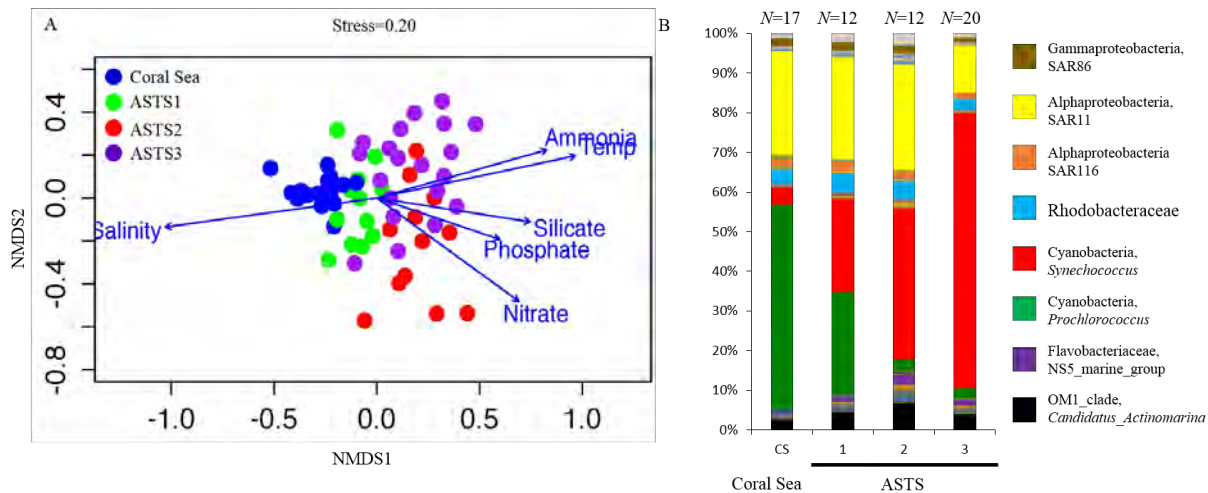 A
Stress=0.20
Coral Sea
ASTS1
ASTS2
ASTS3
Ammonia
Temp
Salinity
Silicate
Phosphate
Nitrate
NMDS2
0.4
0.0
-0.4
-0.8
-1.0
-0.5
0.0
0.5
1.0
NMDS1
B
N=17
N=12
N=12
N=20
100%
90%
80%
70%
60%
50%
40%
30%
20%
10%
0%
CS
1
2
3
Coral Sea
ASTS
Gammaproteobacteria,
SAR86
Alphaproteobacteria,
SAR11
Alphaproteobacteria
SAR116
Rhodobacteraceae
Cyanobacteria,
Synechococcus
Cyanobacteria,
Prochlorococcus
Flavobacteriaceae,
NS5_marine_group
OM1_clade,
Candidatus_Actinomarina